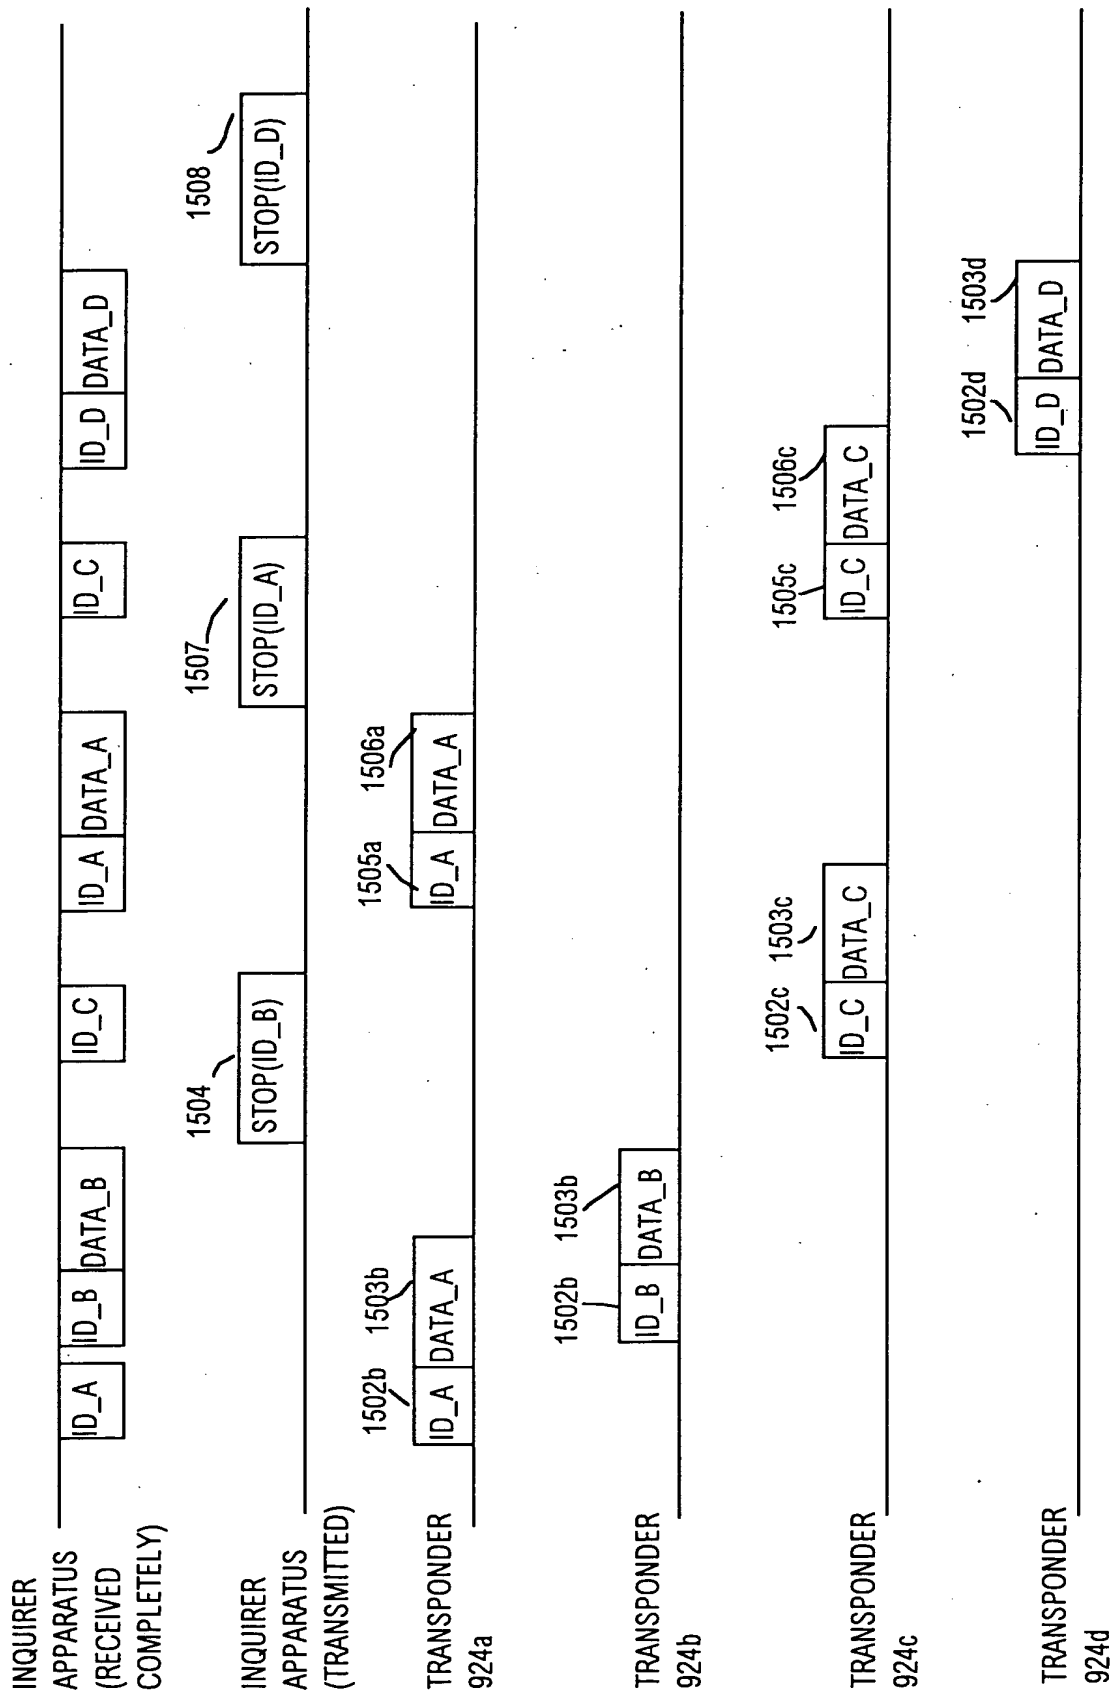 INQUIRER
APPARATUS
(RECEIVED
COMPLETELY)
ID_A
ID_B
DATA_B
ID_C
ID_A
DATA_A
ID_C
ID_D
DATA_D
INQUIRER
APPARATUS
(TRANSMITTED)
1504
STOP(ID_B)
1507
STOP(ID_A)
1508
STOP(ID_D)
TRANSPONDER
924a
1502b
ID_A
1503b
DATA_A
1505a
ID_A
1506a
DATA_A
TRANSPONDER
924b
1502b
ID_B
1503b
DATA_B
TRANSPONDER
924c
1502c
ID_C
1503c
DATA_C
1505c
ID_C
1506c
DATA_C
TRANSPONDER
924d
1502d
ID_D
1503d
DATA_D